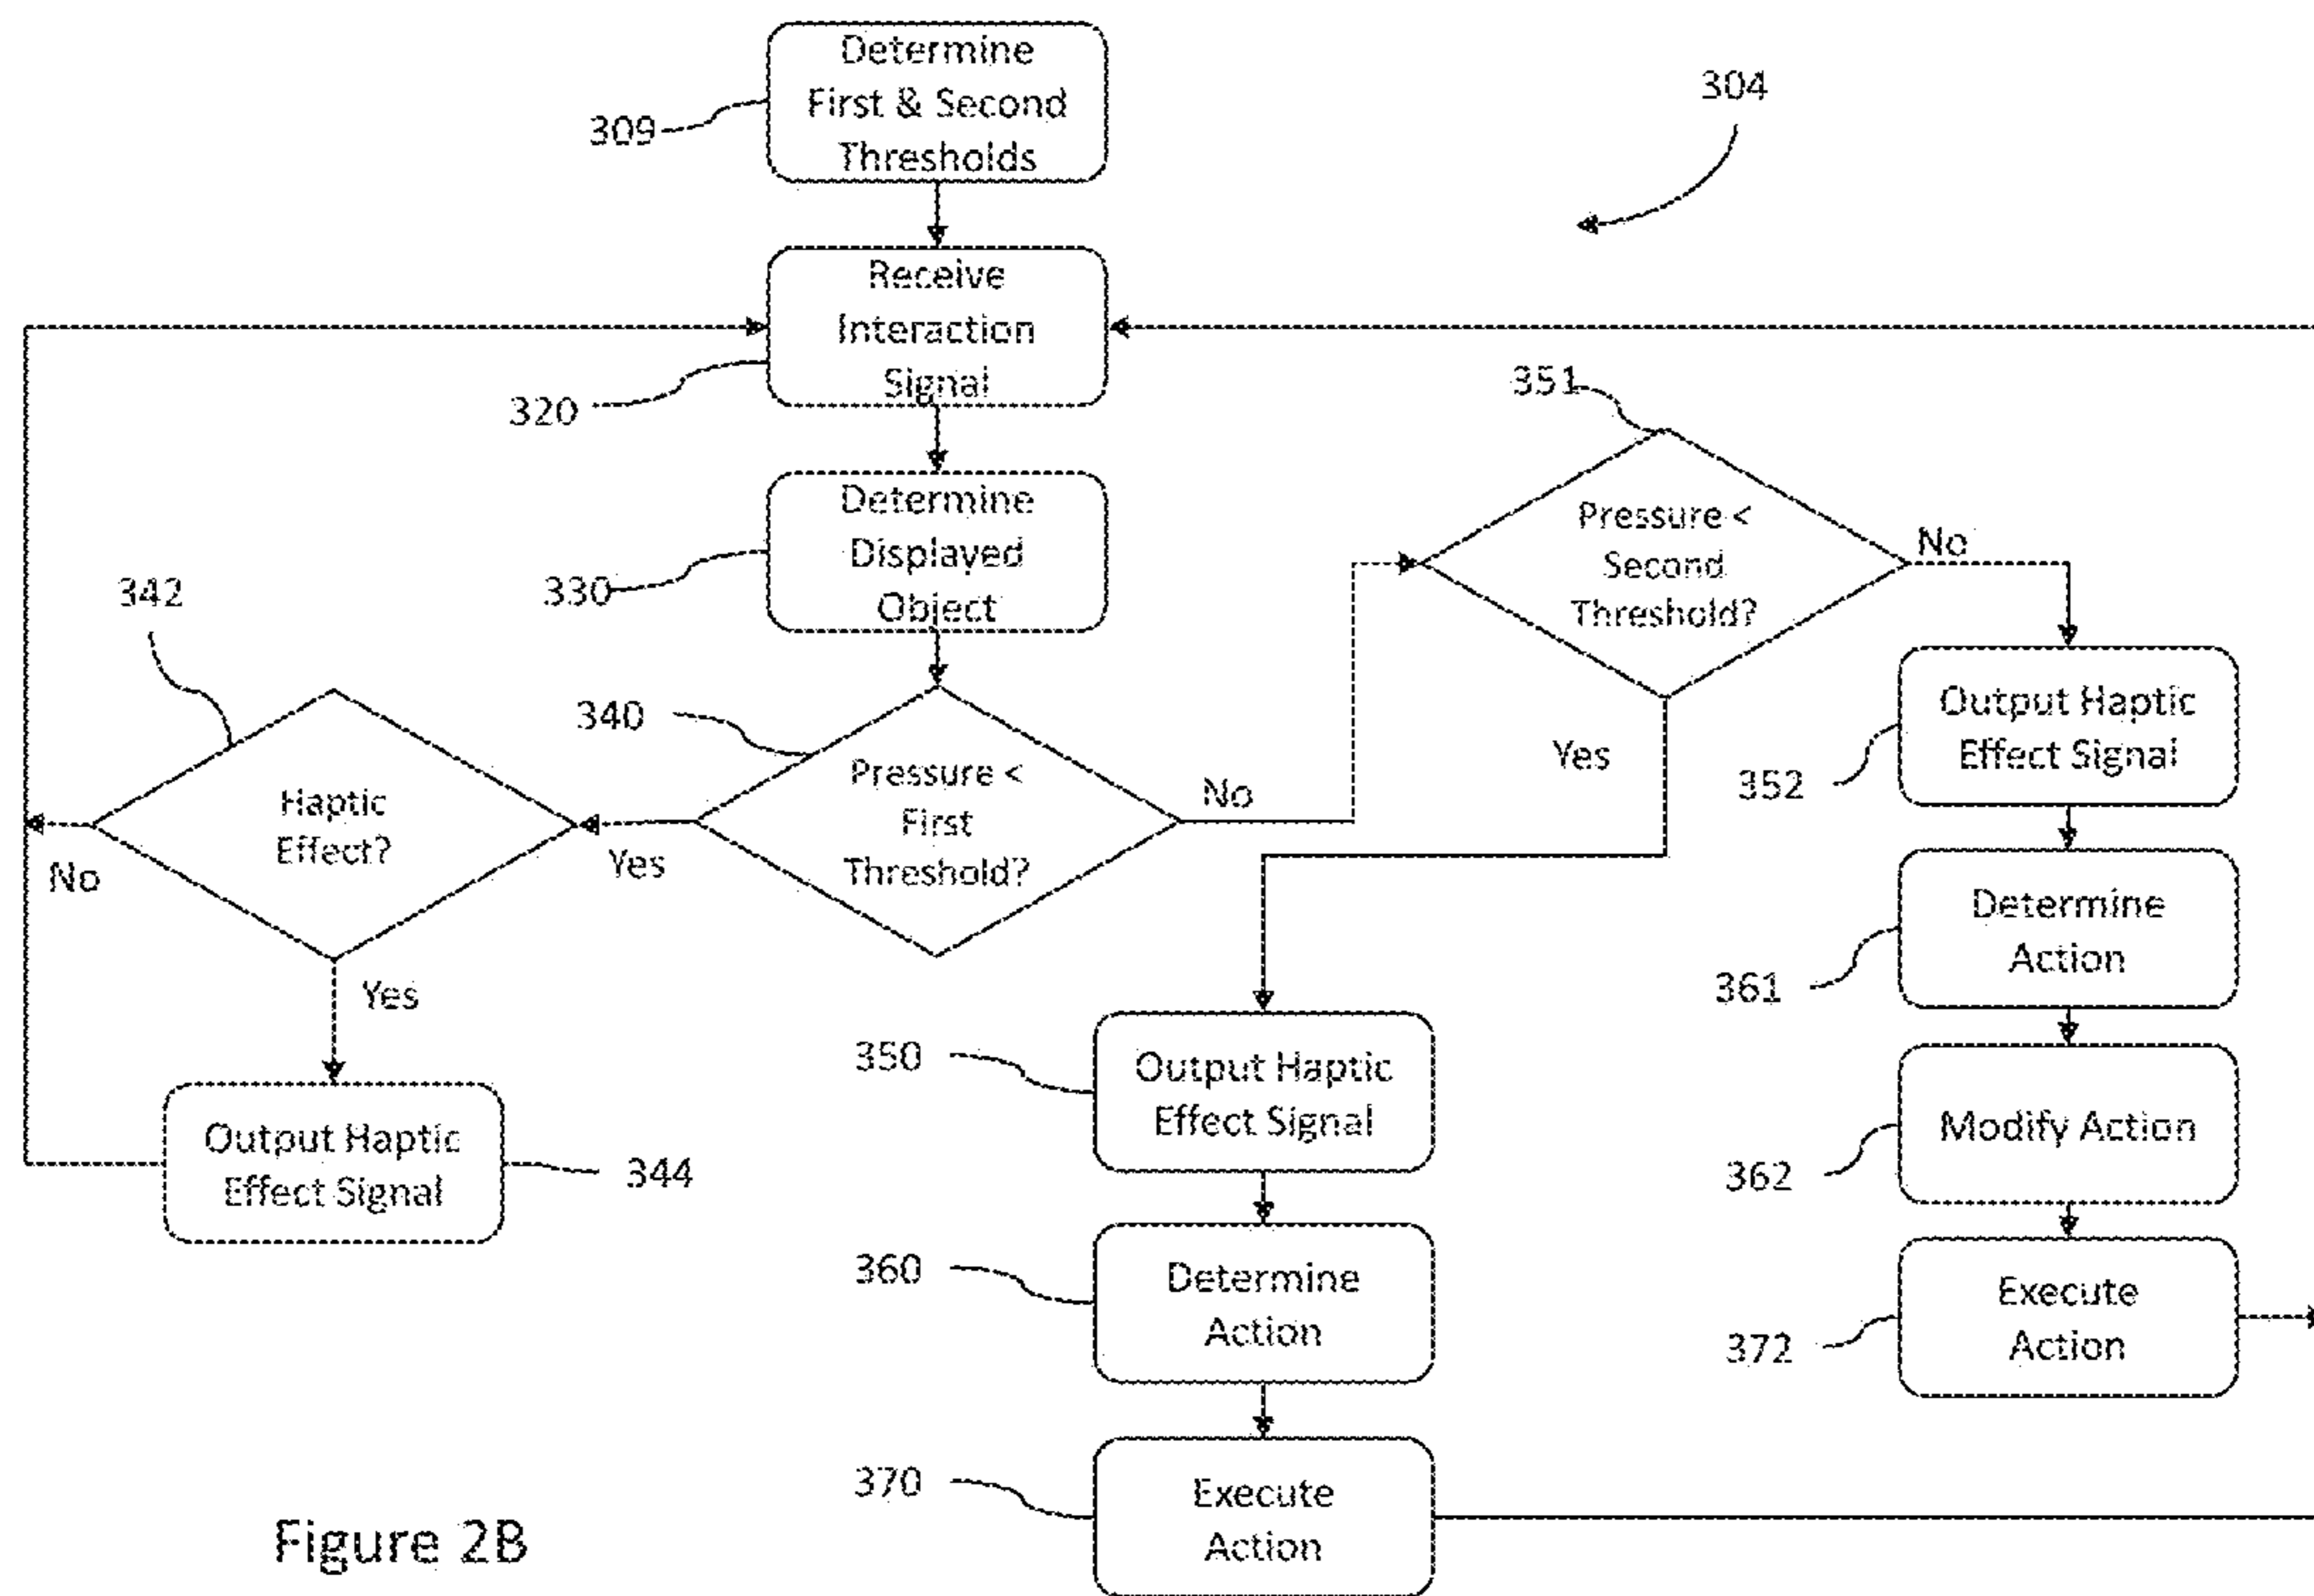 Determine
First & Second
Thresholds
309
304
Receive
Interaction
Signal
320
351
Determine
Displayed
Object
330
Pressure <
Second
Threshold?
No
Yes
342
340
Haptic
Effect?
No
Yes
Pressure <
First
Threshold?
Yes
No
Output Haptic
Effect Signal
352
Determine
Action
361
Output Haptic
Effect Signal
344
350
Output Haptic
Effect Signal
Modify Action
362
360
Determine
Action
Execute
Action
372
370
Execute
Action
Figure 2B